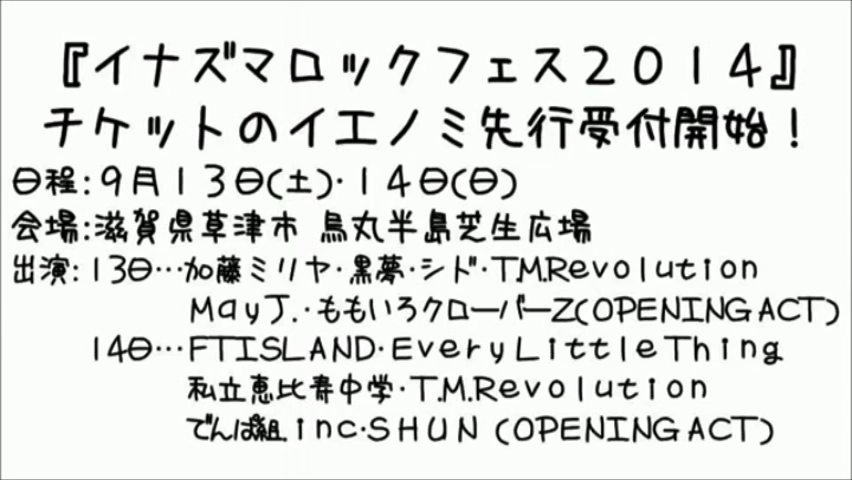 『イナズマロックフェス２０１４』
チケットのイエノミ先行受付開始！
日程：９月１３日(土)・１４日(日)
会場：滋賀県草津市 烏丸半島芝生広場
出演：１３日…加藤ミリヤ・黒夢・シド・T.M.Revolution
May J.・ももいろクローバーZ(OPENING ACT)
１４日…FTISLAND・Every Little Thing
私立恵比寿中学・T.M.Revolution
でんぱ組.inc・SHUN (OPENING ACT)